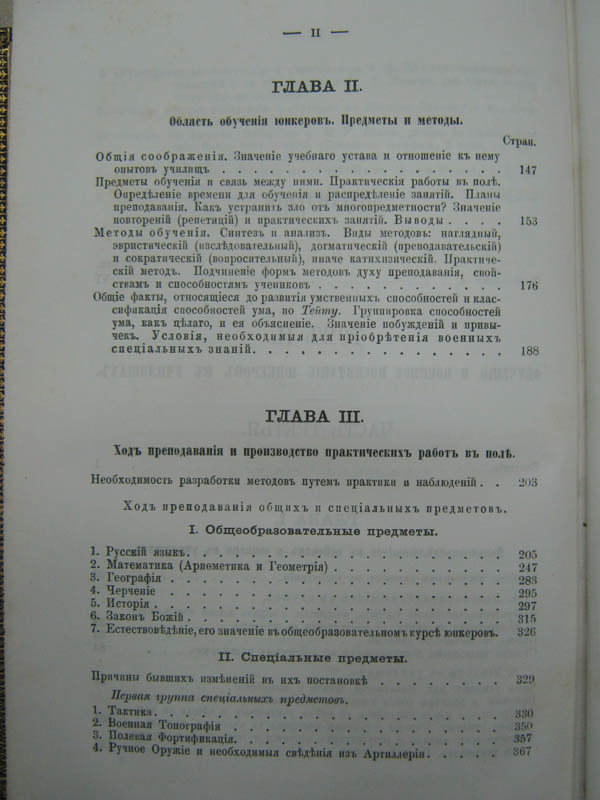 — II —
ГЛАВА II.
Область обученія юнкеровъ. Предметы и методы.
Стран.
Общія соображенія. Значеніе учебнаго устава и отношеніе къ нему
опытовъ училищъ . . . . . . . . . . . . . . . . 147
Предметы обученія и связь между ними. Практическія работы въ полѣ.
Опредѣленіе времени для обученія и распредѣленіе занятій. Планы
преподаванія. Какъ устранить зло отъ многопредметности? Значеніе
повтореній (репетицій) и практическихъ занятій. Выводы . . . . . 153
Методы обученія. Синтезъ и анализъ. Виды методовъ: наглядный,
эвристическій (изслѣдовательный), догматическій (преподавательскій)
и сократическій (вопросительный), иначе катихизическій. Практиче-
скій методъ. Подчиненіе формъ методовъ духу преподаванія, свой-
ствамъ и способностямъ учениковъ . . . . . . . . . . . . 176
Общіе факты, относящіеся до развитія умственныхъ способностей и клас-
сификація способностей ума, по Тейту. Группировка способностей
ума, какъ цѣлаго, и ея объясненіе. Значеніе побужденій и привы-
чекъ. Условія, необходимыя для пріобрѣтенія военныхъ
спеціальныхъ знаній. . . . . . . . . . . . . . . 188
ГЛАВА III.
Ходъ преподаванія и производство практическихъ работъ въ полѣ.
Необходимость разработки методовъ путемъ практики и наблюденій . . 203
Ходъ преподаванія общихъ и спеціальныхъ предметовъ.
I. Общеобразовательные предметы.
1. Русскій языкъ. . . . . . . . . . . . . . . . . 205
2. Математика (Ариѳметика и Геометрія) . . . . . . . . . . 247
3. Географія . . . . . . . . . . . . . . . . . . 283
4. Черченіе . . . . . . . . . . . . . . . . . . 295
5. Исторія . . . . . . . . . . . . . . . . . . 297
6. Законъ Божій . . . . . . . . . . . . . . . . . 315
7. Естествовѣдѣніе, его значеніе въ общеобразовательномъ курсѣ юнкеровъ. 326
II. Спеціальные предметы.
Причины бывшихъ измѣненій въ ихъ постановкѣ . . . . . . . . 329
Первая группа спеціальныхъ предметовъ.
1. Тактика. . . . . . . . . . . . . . . . . . . 330
2. Военная Топографія . . . . . . . . . . . . . . . 350
3. Полевая Фортификація. . . . . . . . . . . . . . . 357
4. Ручное Оружіе и необходимыя свѣдѣнія изъ Артиллеріи . . . . . 367